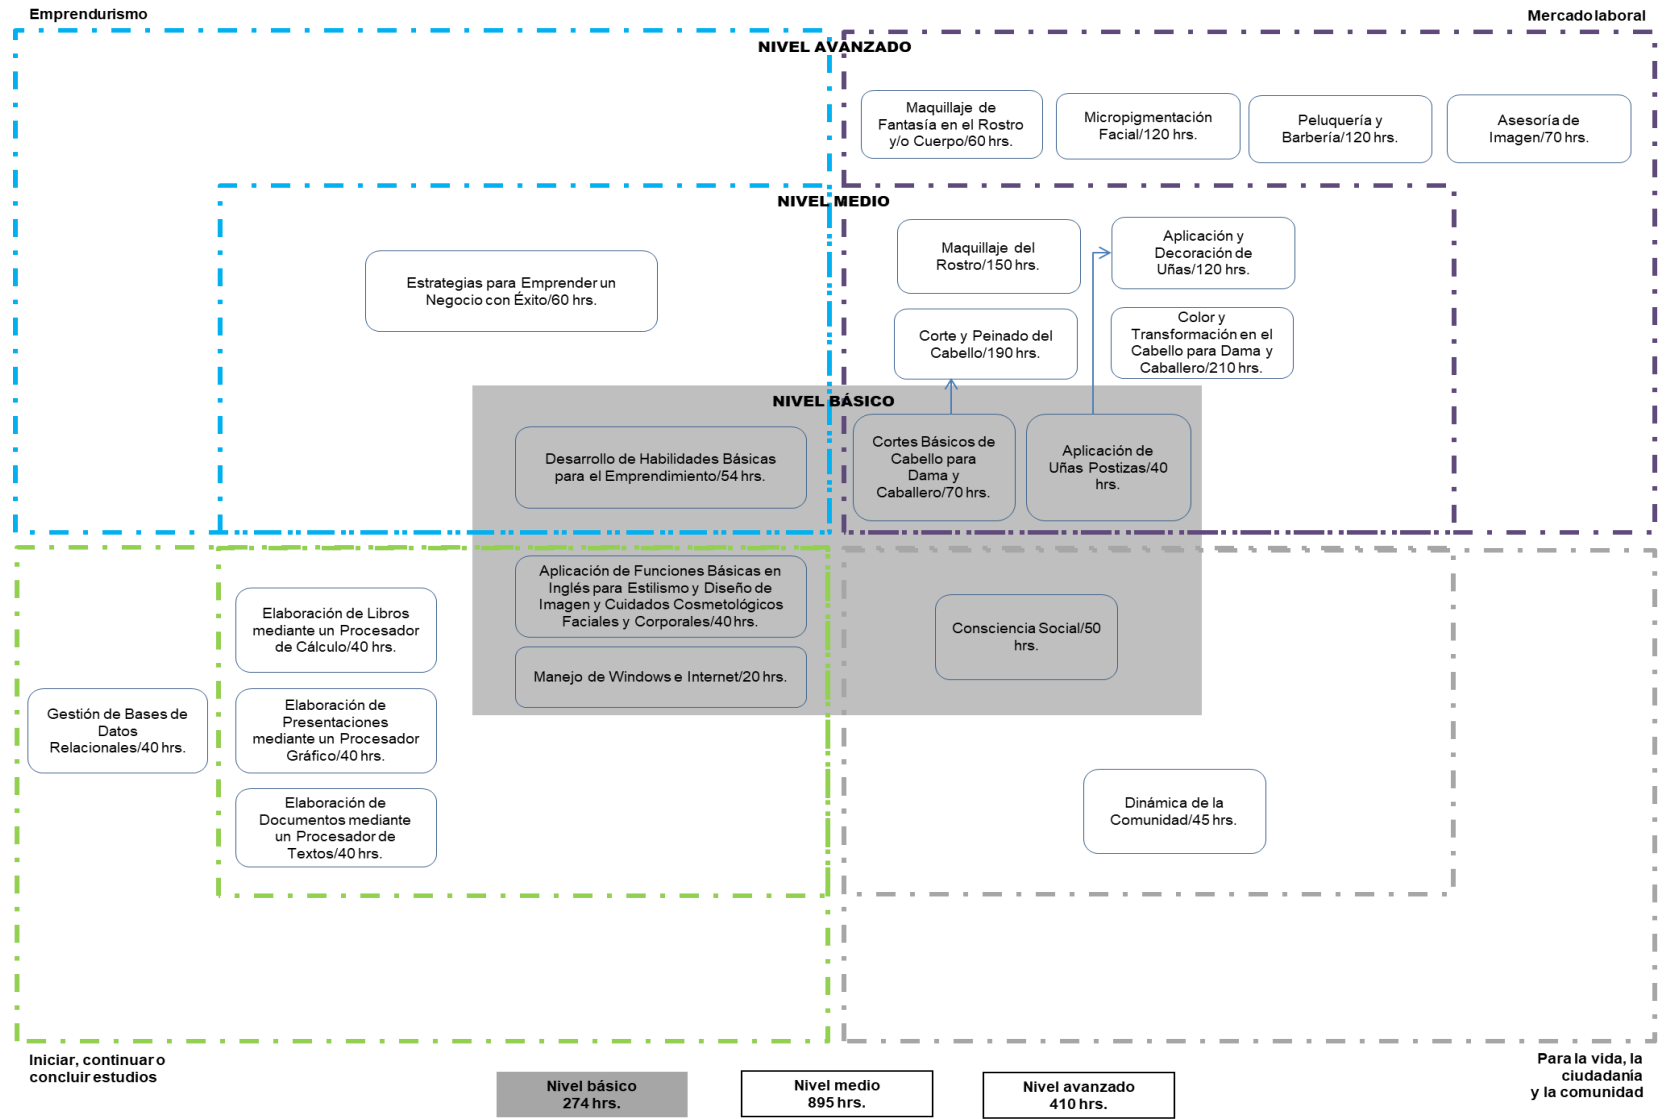 Emprendurismo
Mercado laboral
NIVEL AVANZADO
Maquillaje de
Fantasía en el Rostro
y/o Cuerpo/60 hrs.
Micropigmentación
Facial/120 hrs.
Peluquería y
Barbería/120 hrs.
Asesoría de
Imagen/70 hrs.
NIVEL MEDIO
Estrategias para Emprender un
Negocio con Éxito/60 hrs.
Maquillaje del
Rostro/150 hrs.
Aplicación y
Decoración de
Uñas/120 hrs.
Corte y Peinado del
Cabello/190 hrs.
Color y
Transformación en el
Cabello para Dama y
Caballero/210 hrs.
NIVEL BÁSICO
Desarrollo de Habilidades Básicas
para el Emprendimiento/54 hrs.
Cortes Básicos de
Cabello para
Dama y
Caballero/70 hrs.
Aplicación de
Uñas Postizas/40
hrs.
Aplicación de Funciones Básicas en
Inglés para Estilismo y Diseño de
Imagen y Cuidados Cosmetológicos
Faciales y Corporales/40 hrs.
Manejo de Windows e Internet/20 hrs.
Consciencia Social/50
hrs.
Elaboración de Libros
mediante un Procesador
de Cálculo/40 hrs.
Gestión de Bases de
Datos
Relacionales/40 hrs.
Elaboración de
Presentaciones
mediante un Procesador
Gráfico/40 hrs.
Elaboración de
Documentos mediante
un Procesador de
Textos/40 hrs.
Dinámica de la
Comunidad/45 hrs.
Iniciar, continuar o
concluir estudios
Para la vida, la
ciudadanía
y la comunidad
Nivel básico
274 hrs.
Nivel medio
895 hrs.
Nivel avanzado
410 hrs.